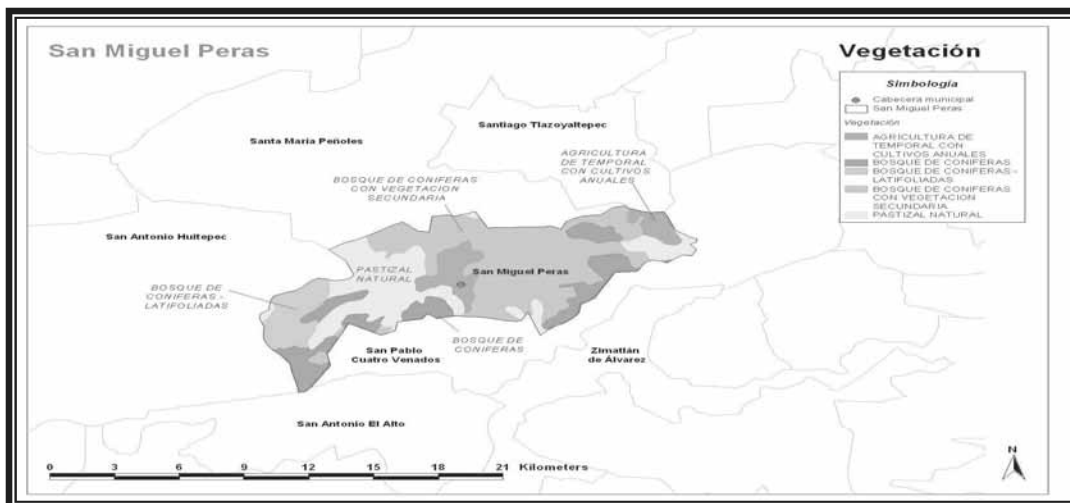 San Miguel Peras
Vegetación
Simbología
Cabecera municipal
San Miguel Peras
Vegetación
AGRICULTURA DE
TEMPORAL CON
CULTIVOS ANUALES
BOSQUE DE CONIFERAS
BOSQUE DE CONIFERAS -
LATIFOLIADAS
BOSQUE DE CONIFERAS
CON VEGETACION
SECUNDARIA
PASTIZAL NATURAL
Santiago Tlazoyaltepec
Santa María Peñoles
AGRICULTURA
DE TEMPORAL
CON CULTIVOS
ANUALES
BOSQUE DE CONIFERAS
CON VEGETACION
SECUNDARIA
San Antonio Huitepec
PASTIZAL
NATURAL
San Miguel Peras
BOSQUE DE
CONIFERAS -
LATIFOLIADAS
BOSQUE DE
CONIFERAS
San Pablo
Cuatro Venados
Zimatlán
de Álvarez
San Antonio El Alto
0 3 6 9 12 15 18 21 Kilometers
N